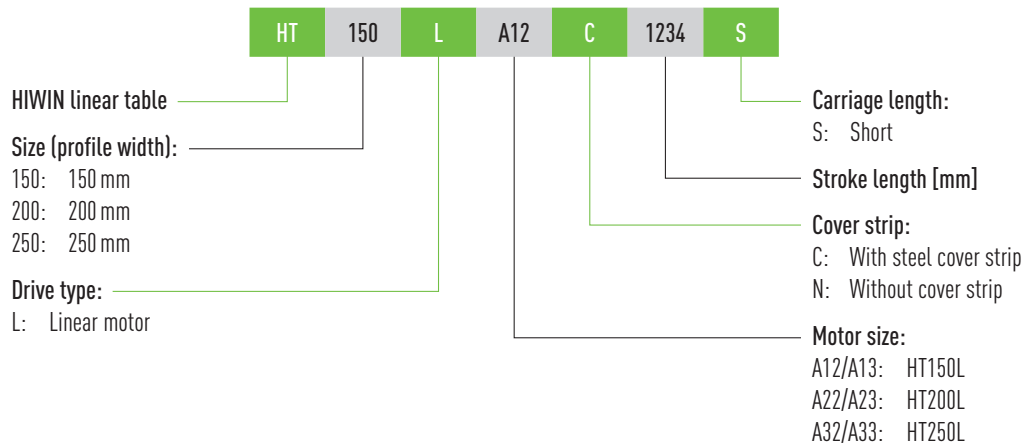 HT 150 L A12 C 1234 S
HIWIN linear table
Size (profile width):
150: 150 mm
200: 200 mm
250: 250 mm
Drive type:
L: Linear motor
Carriage length:
S: Short
Stroke length [mm]
Cover strip:
C: With steel cover strip
N: Without cover strip
Motor size:
A12/A13: HT150L
A22/A23: HT200L
A32/A33: HT250L